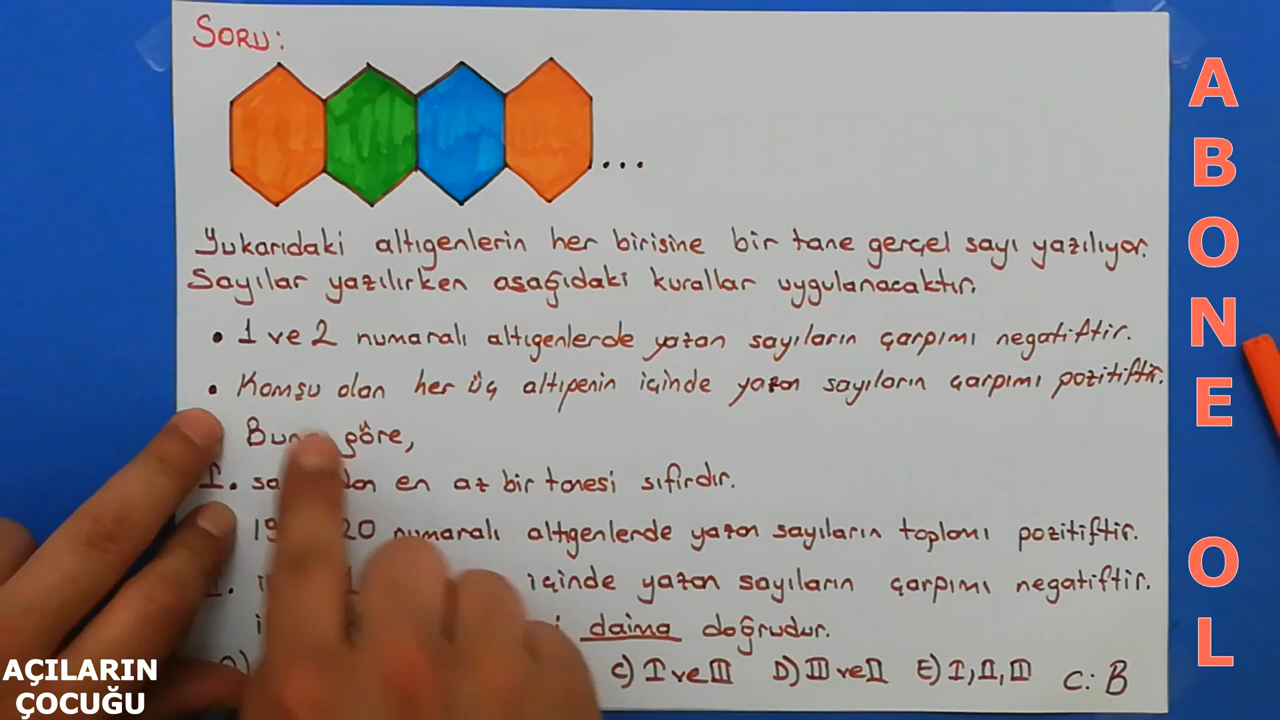 SORU:
...
Yukarıdaki altıgenlerin her birisine bir tane gerçel sayı yazılıyor.
Sayılar yazılırken aşağıdaki kurallar uygulanacaktır.
• 1 ve 2 numaralı altıgenlerde yazan sayıların çarpımı negatiftir.
• Komşu olan her üç altıgenin içinde yazan sayıların çarpımı pozitiftir.
göre,
I. en az bir tanesi sıfırdır.
20 numaralı altıgenlerde yazan sayıların toplamı pozitiftir.
içinde yazan sayıların çarpımı negatiftir.
daima doğrudur.
C) I ve III D) III ve II E) I, II, III C: B
ABONE OL
AÇILARIN
ÇOCUĞU